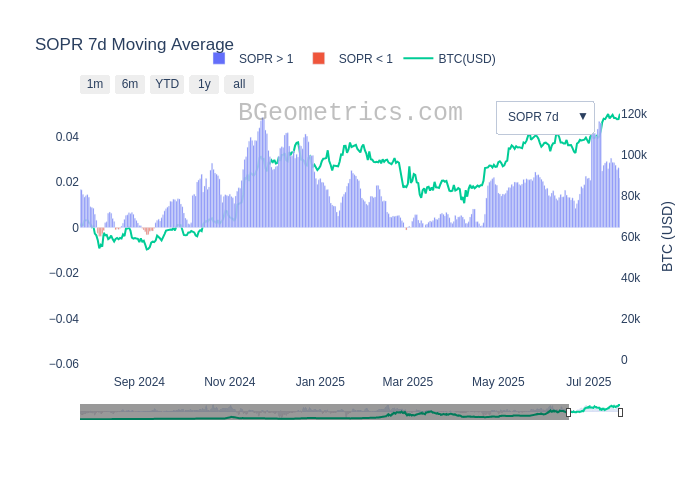 SOPR 7d Moving Average
SOPR > 1
SOPR < 1
BTC(USD)
1m
6m
YTD
1y
all
BGeometrics.com
SOPR 7d ▼
0.04
0.02
0
−0.02
−0.04
−0.06
120k
100k
80k
60k
40k
20k
0
BTC (USD)
Sep 2024
Nov 2024
Jan 2025
Mar 2025
May 2025
Jul 2025